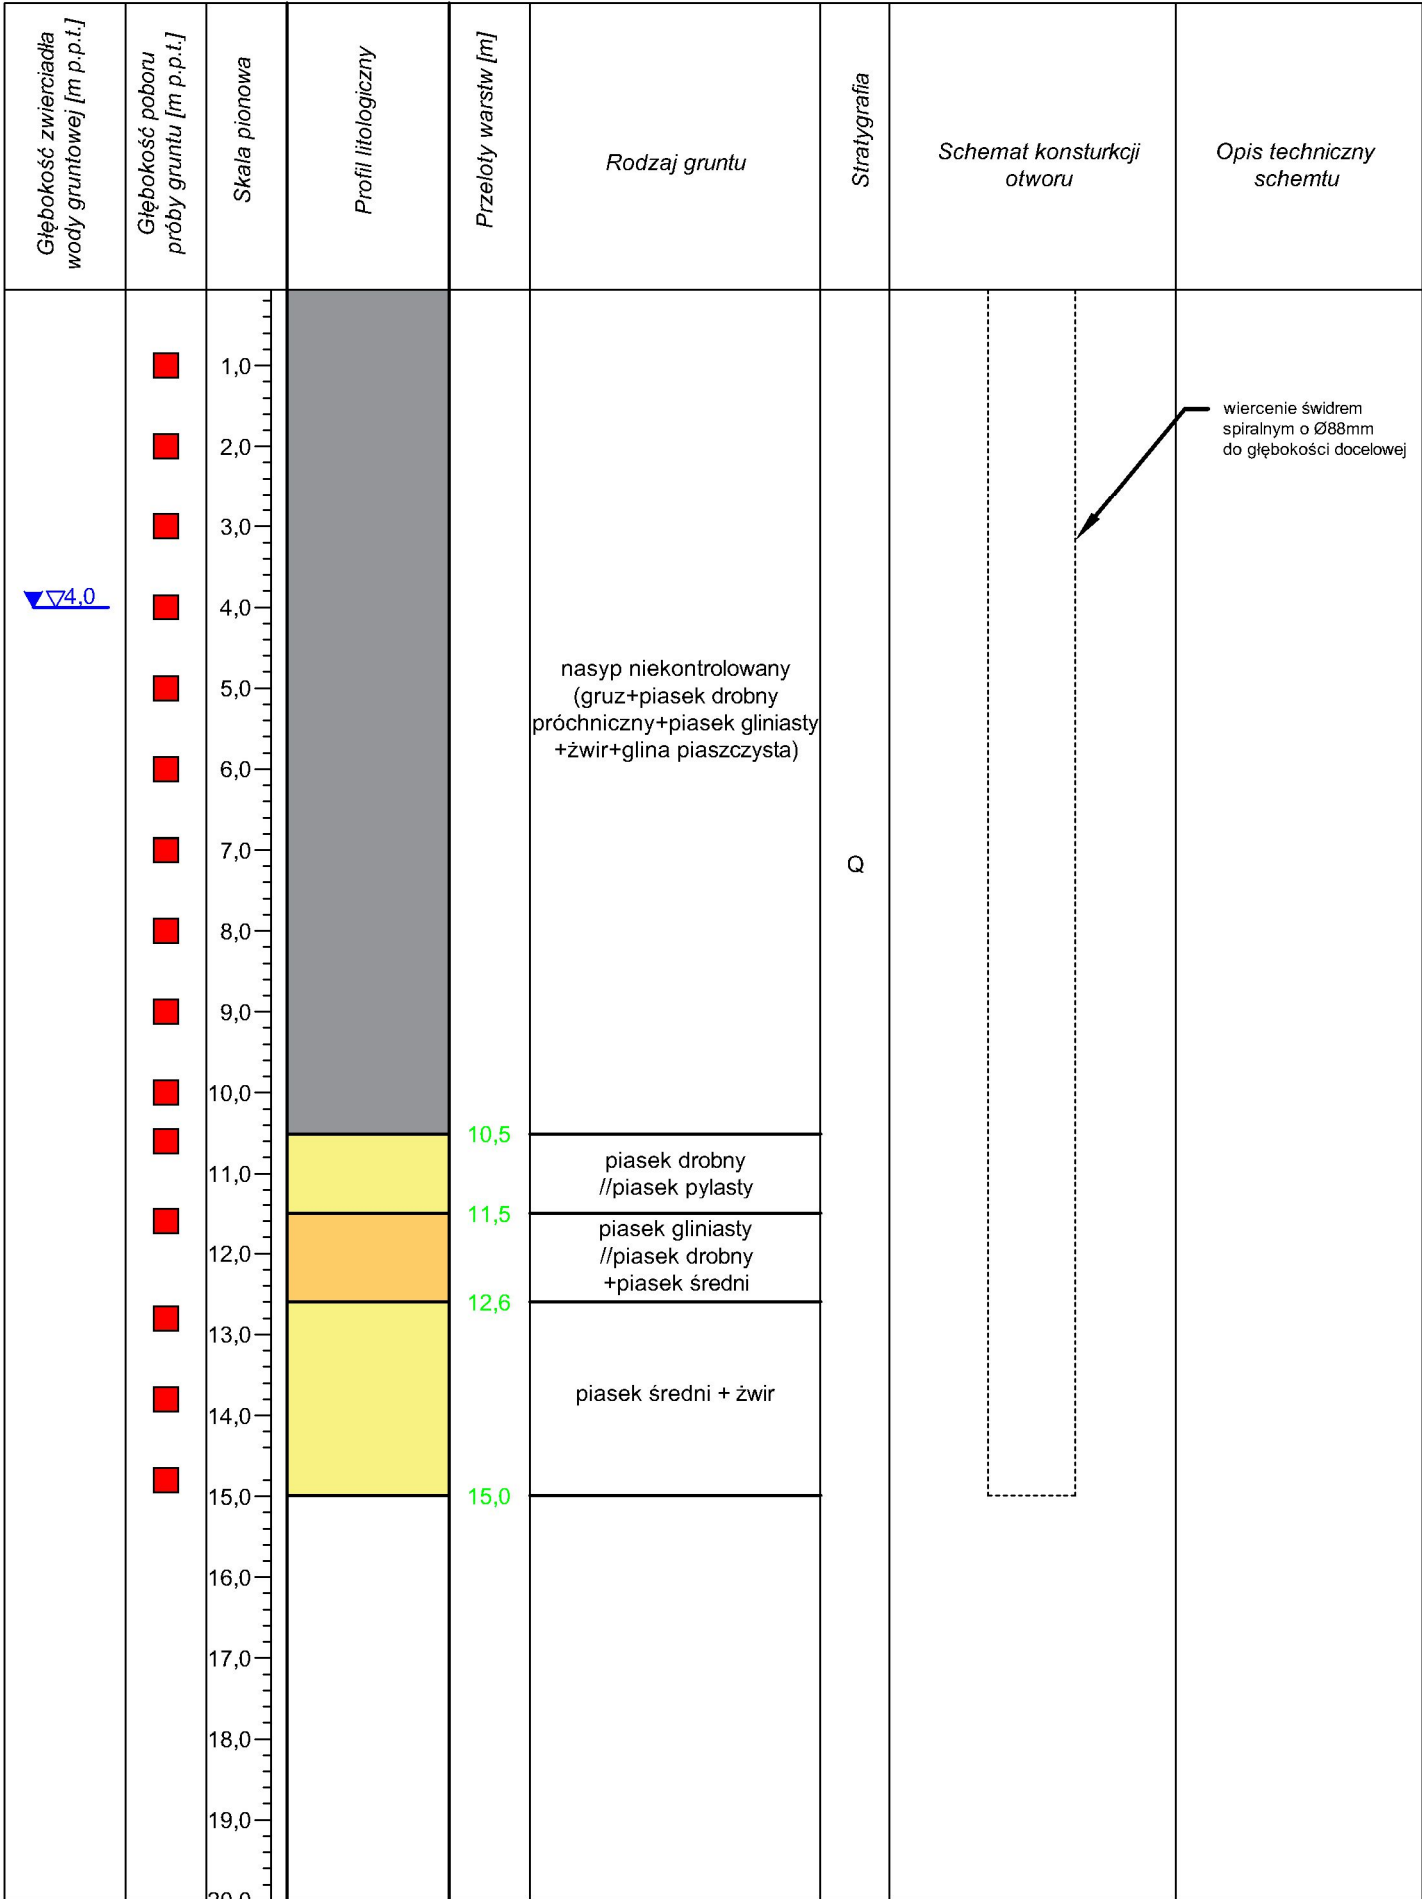 Głębokość zwierciadła
wody gruntowej [m p.p.t.]
Głębokość poboru
próby gruntu [m p.p.t.]
Skala pionowa
Profil litologiczny
Przeloty warstw [m]
Rodzaj gruntu
Stratygrafia
Schemat konsturkcji
otworu
Opis techniczny
schemtu
1,0
wiercenie świdrem
spiralnym o Ø88mm
do głębokości docelowej
2,0
3,0
4,0
4,0
nasyp niekontrolowany
(gruz+piasek drobny
próchniczny+piasek gliniasty
+żwir+glina piaszczysta)
5,0
6,0
7,0
Q
8,0
9,0
10,0
10,5
piasek drobny
//piasek pylasty
11,0
11,5
piasek gliniasty
//piasek drobny
+piasek średni
12,0
12,6
13,0
piasek średni + żwir
14,0
15,0
15,0
16,0
17,0
18,0
19,0
20,0